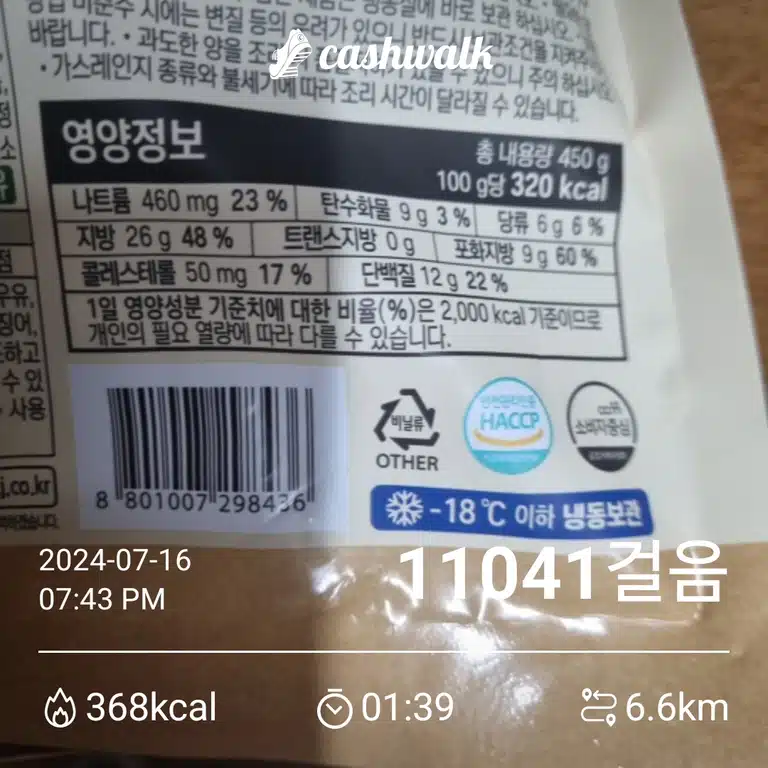 바랍니다. • 과도한 양을
cashwalk
• 가스레인지 종류와 불세기에 따라 조리 시간이 달라질 수 있습니다.
영양정보
총 내용량 450 g
100 g당 320 kcal
나트륨 460 mg 23 % 탄수화물 9 g 3 % 당류 6 g 6 %
지방 26 g 48 % 트랜스지방 0 g 포화지방 9 g 60 %
콜레스테롤 50 mg 17 % 단백질 12 g 22 %
1일 영양성분 기준치에 대한 비율(%)은 2,000 kcal 기준이므로
개인의 필요 열량에 따라 다를 수 있습니다.
수 있
사용
j.co.kr
비닐류
OTHER
HACCP
소비자중심
8 801007 298436
-18 ℃ 이하 냉동보관
2024-07-16
07:43 PM
11041걸음
368kcal
01:39
6.6km